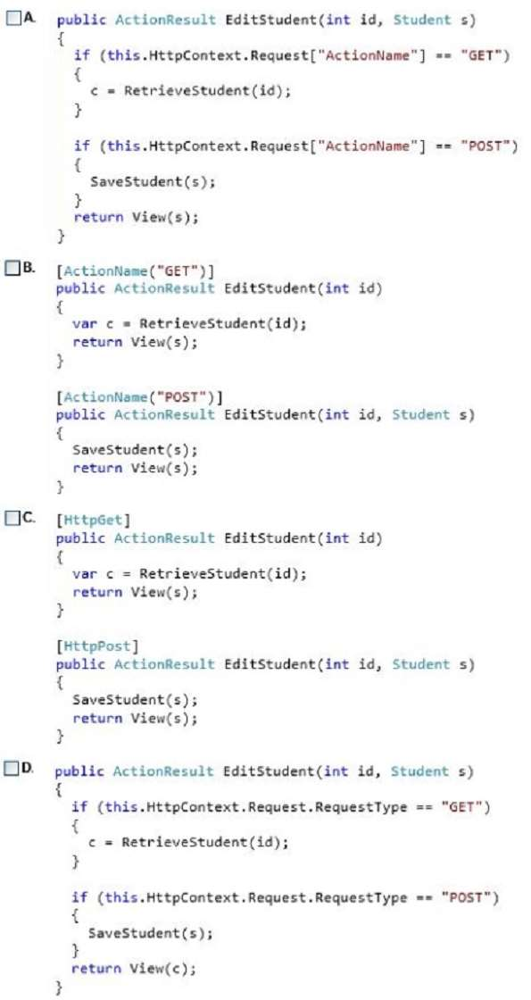 A. public ActionResult EditStudent(int id, Student s)
{
if (this.HttpContext.Request["ActionName"] == "GET")
{
c = RetrieveStudent(id);
}
if (this.HttpContext.Request["ActionName"] == "POST")
{
SaveStudent(s);
}
return View(s);
}
B. [ActionName("GET")]
public ActionResult EditStudent(int id)
{
var c = RetrieveStudent(id);
return View(s);
}
[ActionName("POST")]
public ActionResult EditStudent(int id, Student s)
{
SaveStudent(s);
return View(s);
}
C. [HttpGet]
public ActionResult EditStudent(int id)
{
var c = RetrieveStudent(id);
return View(s);
}
[HttpPost]
public ActionResult EditStudent(int id, Student s)
{
SaveStudent(s);
return View(s);
}
D. public ActionResult EditStudent(int id, Student s)
{
if (this.HttpContext.Request.RequestType == "GET")
{
c = RetrieveStudent(id);
}
if (this.HttpContext.Request.RequestType == "POST")
{
SaveStudent(s);
}
return View(c);
}